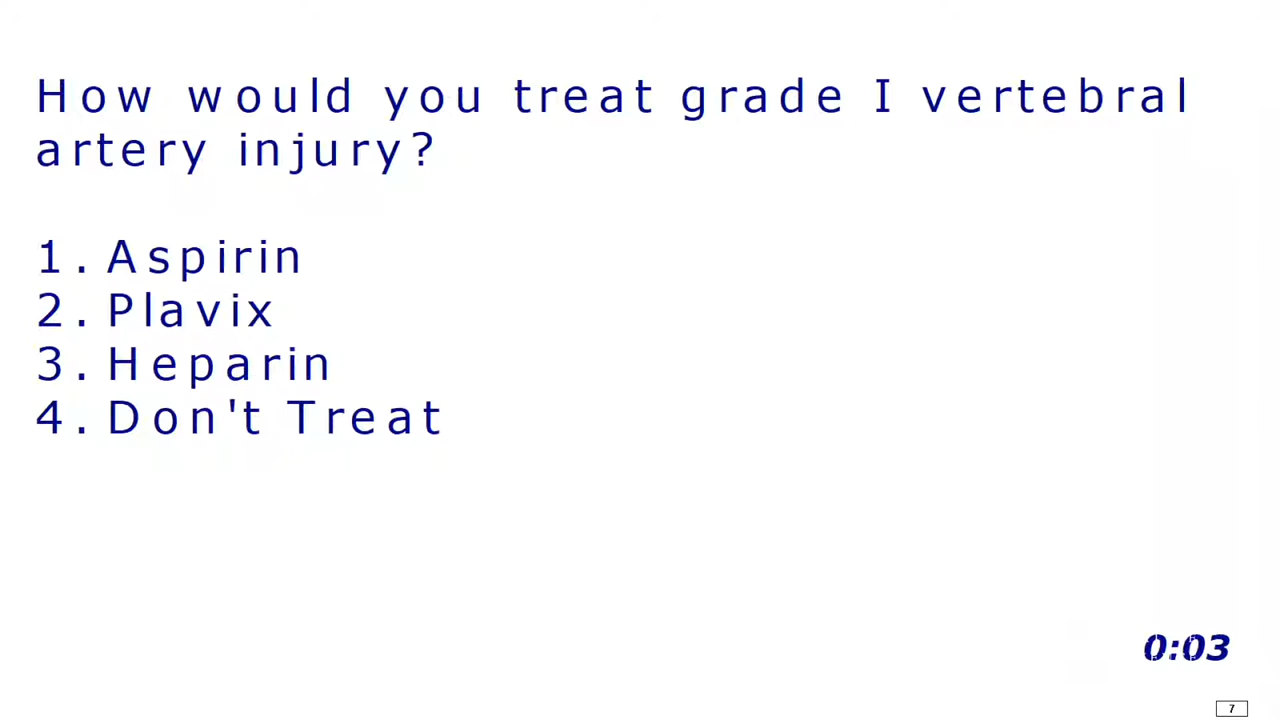 How would you treat grade I vertebral
artery injury?
1. Aspirin
2. Plavix
3. Heparin
4. Don't Treat
0:03
7